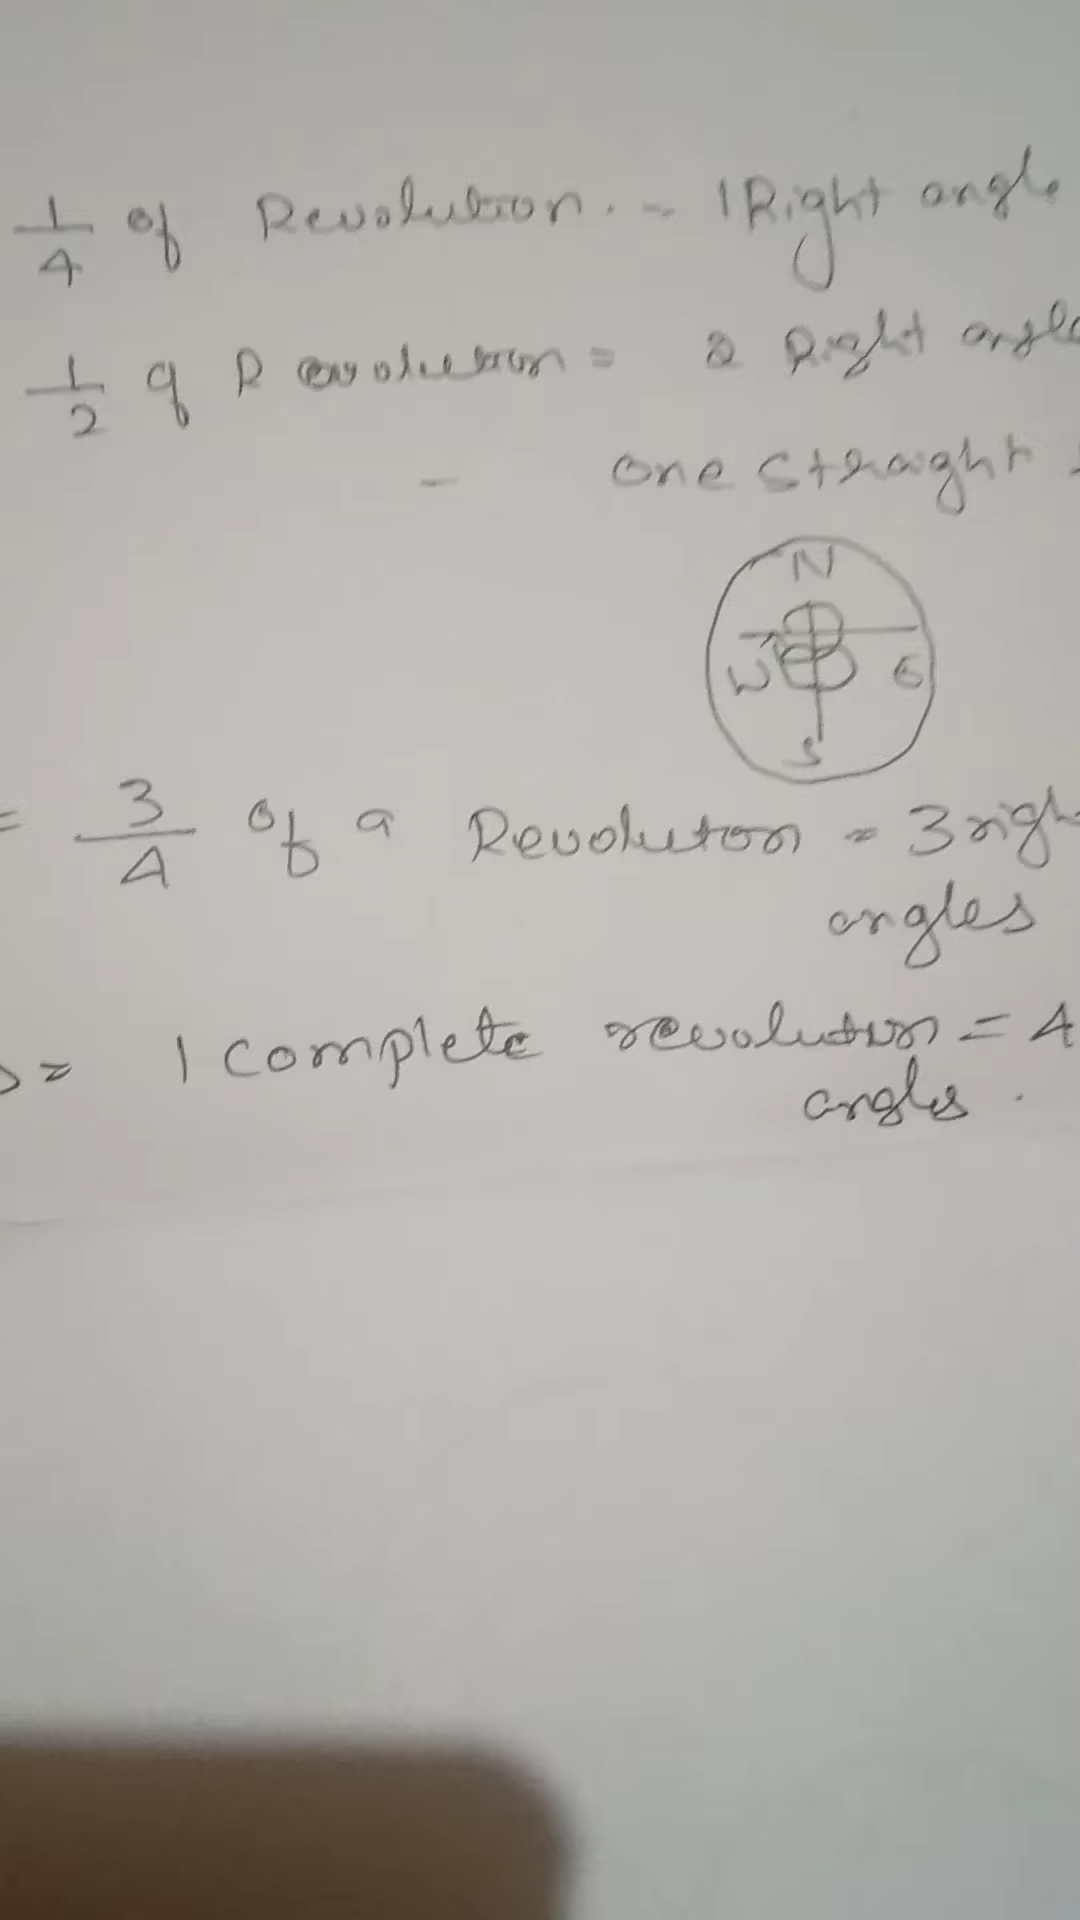 1/4 of Revolution. - 1 Right angle
1/2 of Revolution = 2 Right angle
- one straight
N
W E
S
= 3/4 of a Revolution = 3 righ
angles
= 1 complete revolution = 4
angles.